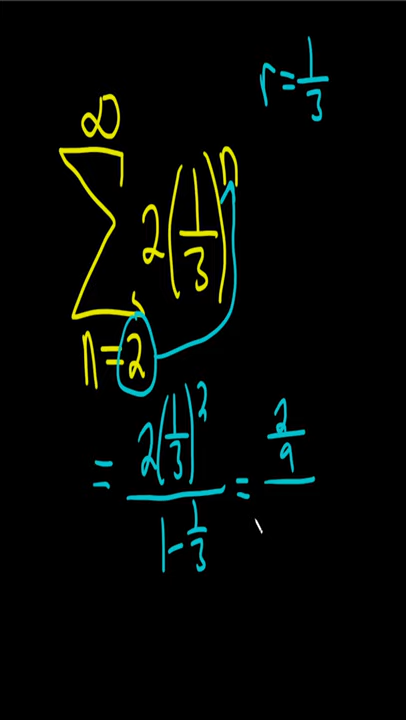 r = 1/3
∞
∑ 2(1/3)^n
n=2
= 2(1/3)^2 / (1 - 1/3) = 2/9